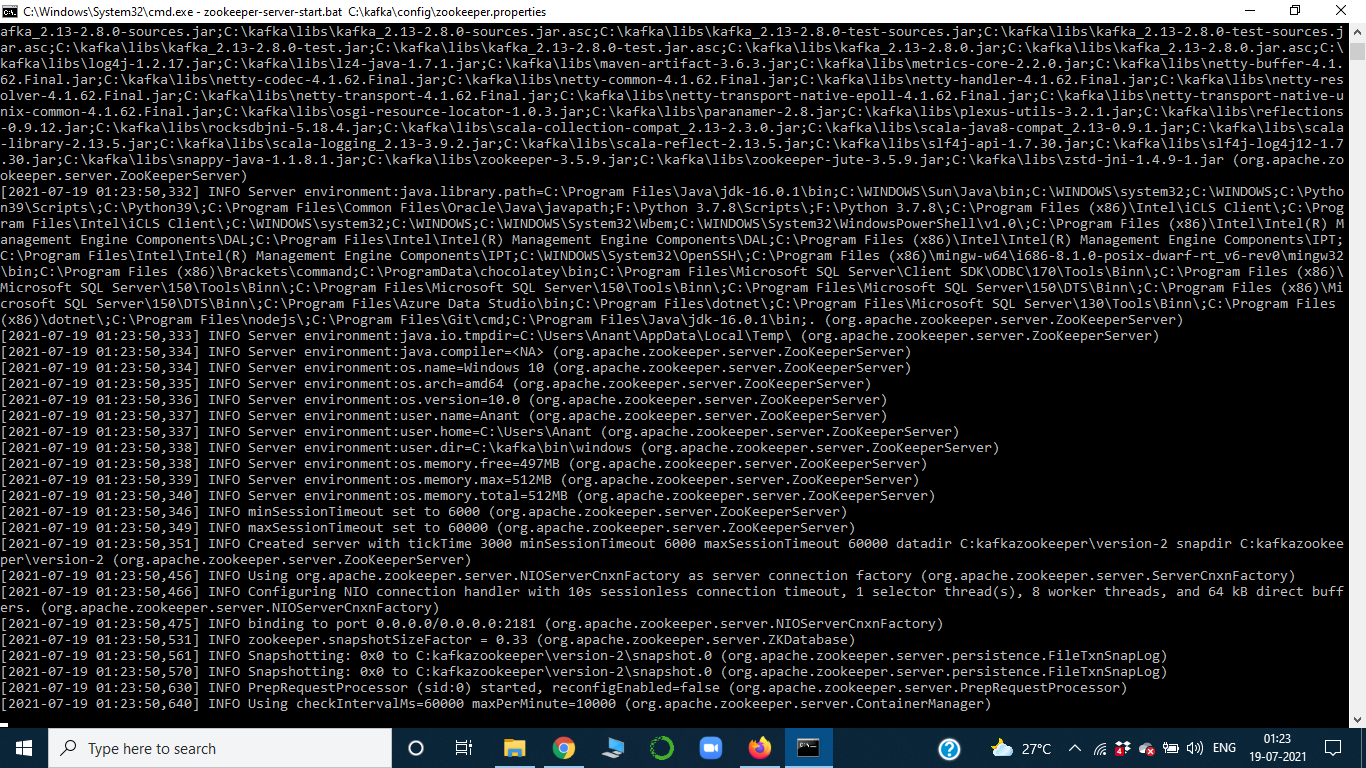 C:\Windows\System32\cmd.exe - zookeeper-server-start.bat  C:\kafka\config\zookeeper.properties
afka_2.13-2.8.0-sources.jar;C:\kafka\libs\kafka_2.13-2.8.0-sources.jar.asc;C:\kafka\libs\kafka_2.13-2.8.0-test-sources.jar;C:\kafka\libs\kafka_2.13-2.8.0-test-sources.j
ar.asc;C:\kafka\libs\kafka_2.13-2.8.0-test.jar;C:\kafka\libs\kafka_2.13-2.8.0-test.jar.asc;C:\kafka\libs\kafka_2.13-2.8.0.jar;C:\kafka\libs\kafka_2.13-2.8.0.jar.asc;C:\
kafka\libs\log4j-1.2.17.jar;C:\kafka\libs\lz4-java-1.7.1.jar;C:\kafka\libs\maven-artifact-3.6.3.jar;C:\kafka\libs\metrics-core-2.2.0.jar;C:\kafka\libs\netty-buffer-4.1.
62.Final.jar;C:\kafka\libs\netty-codec-4.1.62.Final.jar;C:\kafka\libs\netty-common-4.1.62.Final.jar;C:\kafka\libs\netty-handler-4.1.62.Final.jar;C:\kafka\libs\netty-res
olver-4.1.62.Final.jar;C:\kafka\libs\netty-transport-4.1.62.Final.jar;C:\kafka\libs\netty-transport-native-epoll-4.1.62.Final.jar;C:\kafka\libs\netty-transport-native-u
nix-common-4.1.62.Final.jar;C:\kafka\libs\osgi-resource-locator-1.0.3.jar;C:\kafka\libs\paranamer-2.8.jar;C:\kafka\libs\plexus-utils-3.2.1.jar;C:\kafka\libs\reflections
-0.9.12.jar;C:\kafka\libs\rocksdbjni-5.18.4.jar;C:\kafka\libs\scala-collection-compat_2.13-2.3.0.jar;C:\kafka\libs\scala-java8-compat_2.13-0.9.1.jar;C:\kafka\libs\scala
-library-2.13.5.jar;C:\kafka\libs\scala-logging_2.13-3.9.2.jar;C:\kafka\libs\scala-reflect-2.13.5.jar;C:\kafka\libs\slf4j-api-1.7.30.jar;C:\kafka\libs\slf4j-log4j12-1.7
.30.jar;C:\kafka\libs\snappy-java-1.1.8.1.jar;C:\kafka\libs\zookeeper-3.5.9.jar;C:\kafka\libs\zookeeper-jute-3.5.9.jar;C:\kafka\libs\zstd-jni-1.4.9-1.jar (org.apache.zo
okeeper.server.ZooKeeperServer)
[2021-07-19 01:23:50,332] INFO Server environment:java.library.path=C:\Program Files\Java\jdk-16.0.1\bin;C:\WINDOWS\Sun\Java\bin;C:\WINDOWS\system32;C:\WINDOWS;C:\Pytho
n39\Scripts\;C:\Python39\;C:\Program Files\Common Files\Oracle\Java\javapath;F:\Python 3.7.8\Scripts\;F:\Python 3.7.8\;C:\Program Files (x86)\Intel\iCLS Client\;C:\Prog
ram Files\Intel\iCLS Client\;C:\WINDOWS\system32;C:\WINDOWS;C:\WINDOWS\System32\Wbem;C:\WINDOWS\System32\WindowsPowerShell\v1.0\;C:\Program Files (x86)\Intel\Intel(R) M
anagement Engine Components\DAL;C:\Program Files\Intel\Intel(R) Management Engine Components\DAL;C:\Program Files (x86)\Intel\Intel(R) Management Engine Components\IPT;
C:\Program Files\Intel\Intel(R) Management Engine Components\IPT;C:\WINDOWS\System32\OpenSSH\;C:\Program Files (x86)\mingw-w64\i686-8.1.0-posix-dwarf-rt_v6-rev0\mingw32
\bin;C:\Program Files (x86)\Brackets\command;C:\ProgramData\chocolatey\bin;C:\Program Files\Microsoft SQL Server\Client SDK\ODBC\170\Tools\Binn\;C:\Program Files (x86)\
Microsoft SQL Server\150\Tools\Binn\;C:\Program Files\Microsoft SQL Server\150\Tools\Binn\;C:\Program Files\Microsoft SQL Server\150\DTS\Binn\;C:\Program Files (x86)\Mi
crosoft SQL Server\150\DTS\Binn\;C:\Program Files\Azure Data Studio\bin;C:\Program Files\dotnet\;C:\Program Files\Microsoft SQL Server\130\Tools\Binn\;C:\Program Files
(x86)\dotnet\;C:\Program Files\nodejs\;C:\Program Files\Git\cmd;C:\Program Files\Java\jdk-16.0.1\bin;. (org.apache.zookeeper.server.ZooKeeperServer)
[2021-07-19 01:23:50,333] INFO Server environment:java.io.tmpdir=C:\Users\Anant\AppData\Local\Temp\ (org.apache.zookeeper.server.ZooKeeperServer)
[2021-07-19 01:23:50,334] INFO Server environment:java.compiler=<NA> (org.apache.zookeeper.server.ZooKeeperServer)
[2021-07-19 01:23:50,334] INFO Server environment:os.name=Windows 10 (org.apache.zookeeper.server.ZooKeeperServer)
[2021-07-19 01:23:50,335] INFO Server environment:os.arch=amd64 (org.apache.zookeeper.server.ZooKeeperServer)
[2021-07-19 01:23:50,336] INFO Server environment:os.version=10.0 (org.apache.zookeeper.server.ZooKeeperServer)
[2021-07-19 01:23:50,337] INFO Server environment:user.name=Anant (org.apache.zookeeper.server.ZooKeeperServer)
[2021-07-19 01:23:50,337] INFO Server environment:user.home=C:\Users\Anant (org.apache.zookeeper.server.ZooKeeperServer)
[2021-07-19 01:23:50,338] INFO Server environment:user.dir=C:\kafka\bin\windows (org.apache.zookeeper.server.ZooKeeperServer)
[2021-07-19 01:23:50,338] INFO Server environment:os.memory.free=497MB (org.apache.zookeeper.server.ZooKeeperServer)
[2021-07-19 01:23:50,339] INFO Server environment:os.memory.max=512MB (org.apache.zookeeper.server.ZooKeeperServer)
[2021-07-19 01:23:50,340] INFO Server environment:os.memory.total=512MB (org.apache.zookeeper.server.ZooKeeperServer)
[2021-07-19 01:23:50,346] INFO minSessionTimeout set to 6000 (org.apache.zookeeper.server.ZooKeeperServer)
[2021-07-19 01:23:50,349] INFO maxSessionTimeout set to 60000 (org.apache.zookeeper.server.ZooKeeperServer)
[2021-07-19 01:23:50,351] INFO Created server with tickTime 3000 minSessionTimeout 6000 maxSessionTimeout 60000 datadir C:kafkazookeeper\version-2 snapdir C:kafkazookee
per\version-2 (org.apache.zookeeper.server.ZooKeeperServer)
[2021-07-19 01:23:50,456] INFO Using org.apache.zookeeper.server.NIOServerCnxnFactory as server connection factory (org.apache.zookeeper.server.ServerCnxnFactory)
[2021-07-19 01:23:50,466] INFO Configuring NIO connection handler with 10s sessionless connection timeout, 1 selector thread(s), 8 worker threads, and 64 kB direct buff
ers. (org.apache.zookeeper.server.NIOServerCnxnFactory)
[2021-07-19 01:23:50,475] INFO binding to port 0.0.0.0/0.0.0.0:2181 (org.apache.zookeeper.server.NIOServerCnxnFactory)
[2021-07-19 01:23:50,531] INFO zookeeper.snapshotSizeFactor = 0.33 (org.apache.zookeeper.server.ZKDatabase)
[2021-07-19 01:23:50,561] INFO Snapshotting: 0x0 to C:kafkazookeeper\version-2\snapshot.0 (org.apache.zookeeper.server.persistence.FileTxnSnapLog)
[2021-07-19 01:23:50,570] INFO Snapshotting: 0x0 to C:kafkazookeeper\version-2\snapshot.0 (org.apache.zookeeper.server.persistence.FileTxnSnapLog)
[2021-07-19 01:23:50,630] INFO PrepRequestProcessor (sid:0) started, reconfigEnabled=false (org.apache.zookeeper.server.PrepRequestProcessor)
[2021-07-19 01:23:50,640] INFO Using checkIntervalMs=60000 maxPerMinute=10000 (org.apache.zookeeper.server.ContainerManager)
Type here to search
27°C
4
ENG
01:23
19-07-2021